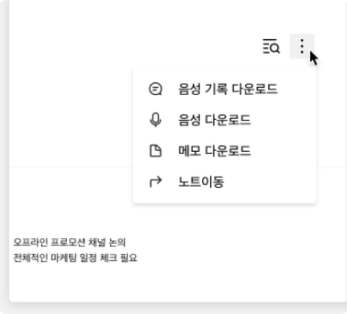 음성 기록 다운로드
음성 다운로드
메모 다운로드
노트이동
오프라인 프로모션 채널 논의
전체적인 마케팅 일정 체크 필요